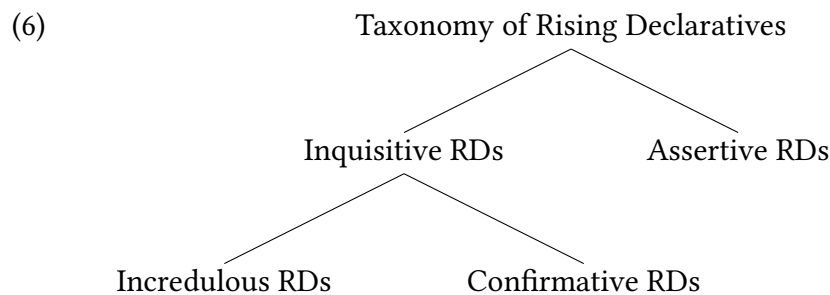 (6) Taxonomy of Rising Declaratives
Inquisitive RDs Assertive RDs
Incredulous RDs Confirmative RDs